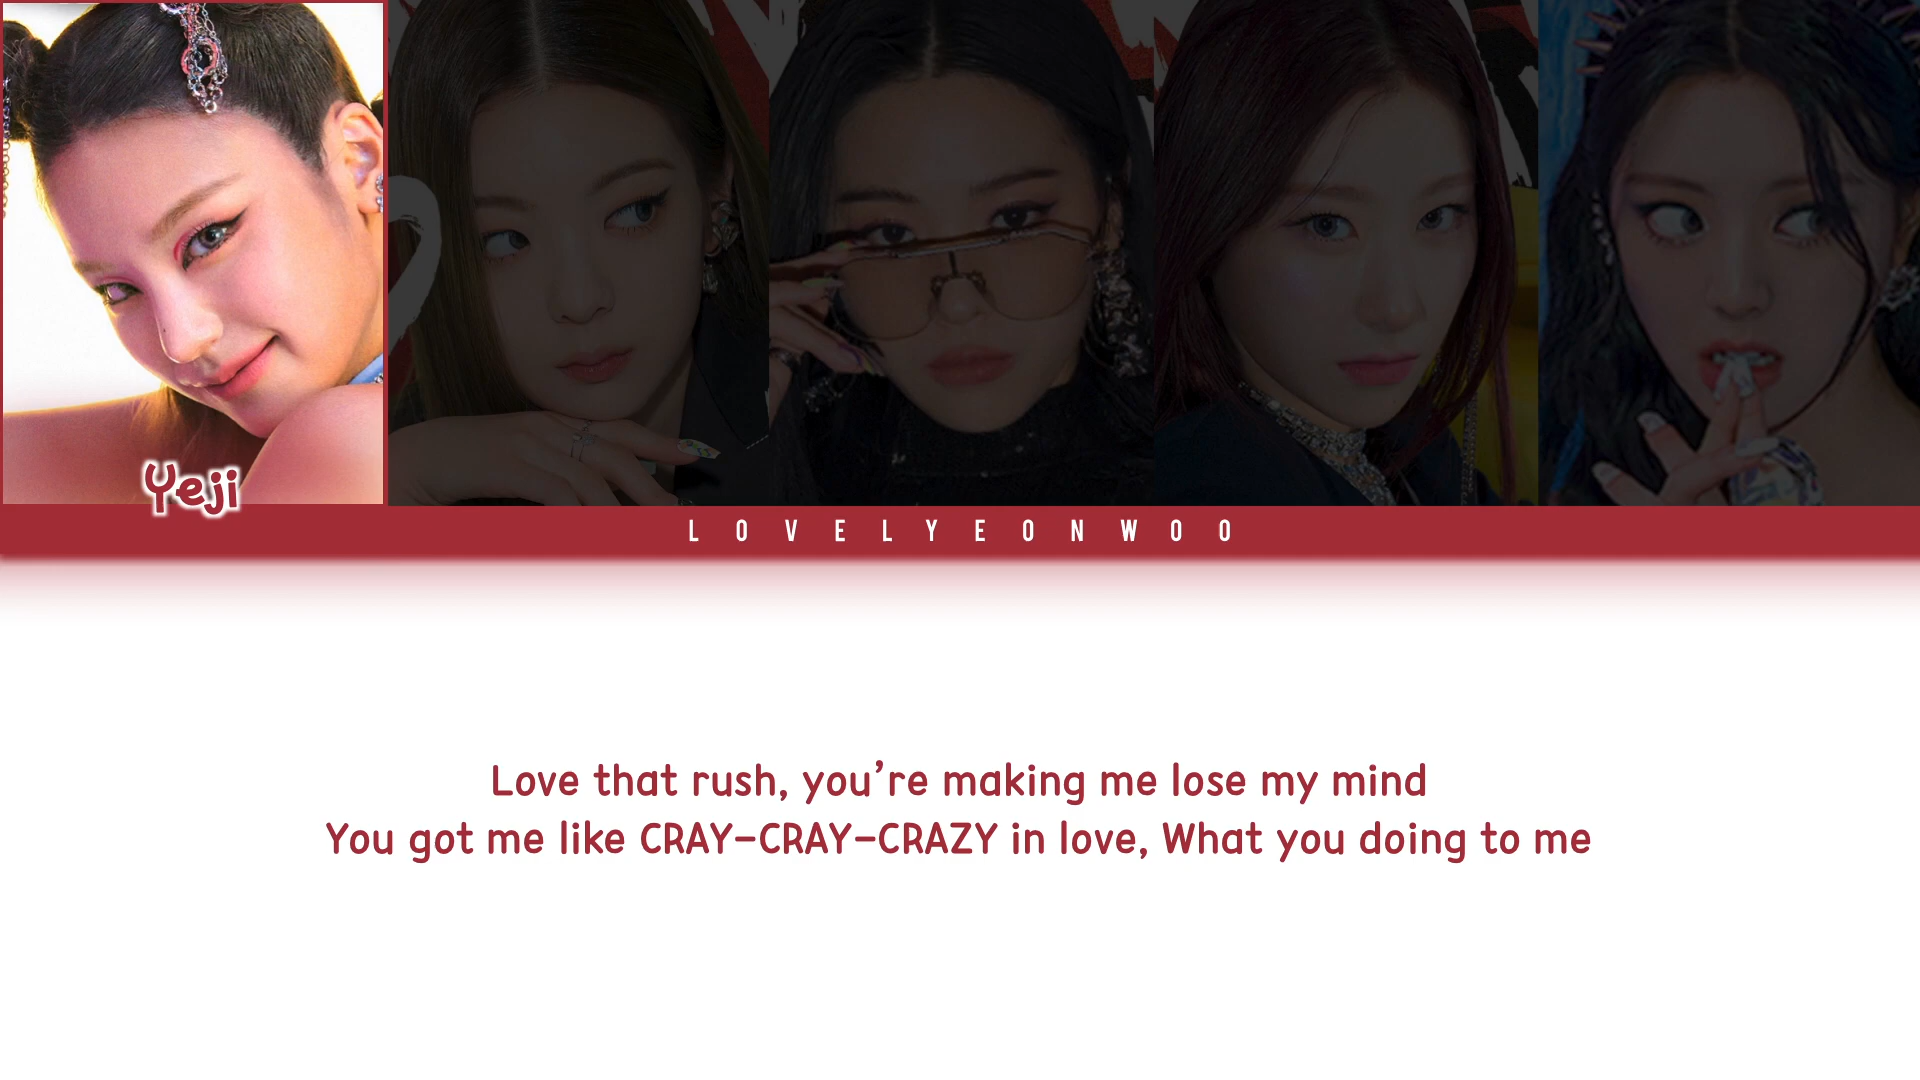 Yeji
LOVELYEONWOO
Love that rush, you’re making me lose my mind
You got me like CRAY-CRAY-CRAZY in love, What you doing to me